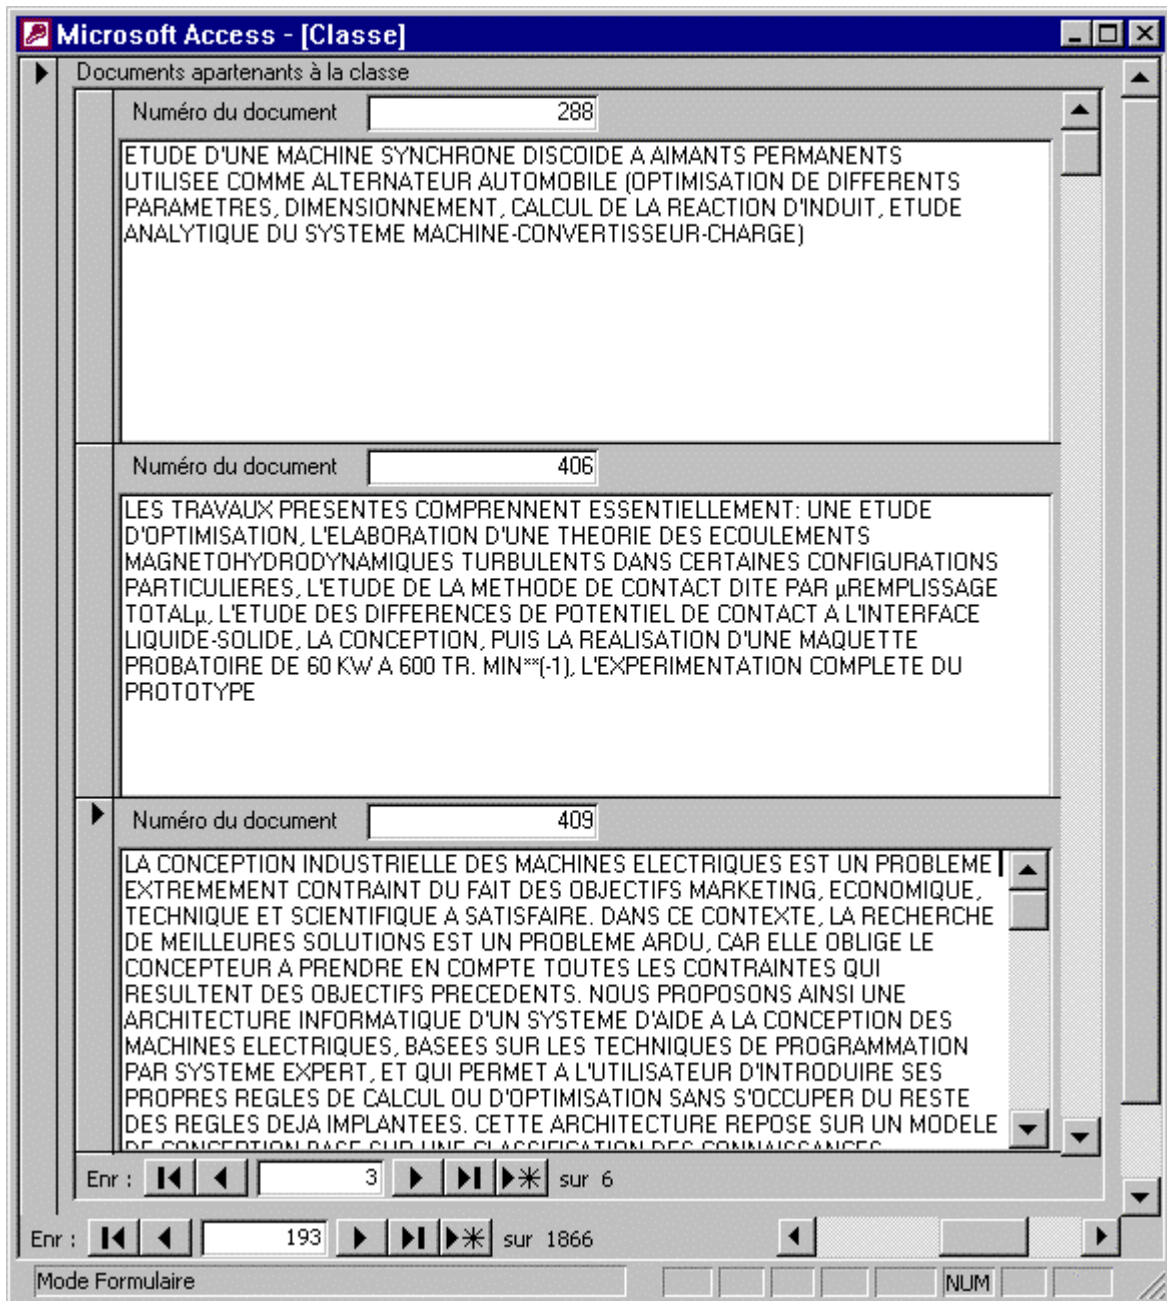 Microsoft Access - [Classe]
Documents apartenants à la classe
Numéro du document 288
ETUDE D'UNE MACHINE SYNCHRONE DISCOIDE A AIMANTS PERMANENTS
UTILISEE COMME ALTERNATEUR AUTOMOBILE (OPTIMISATION DE DIFFERENTS
PARAMETRES, DIMENSIONNEMENT, CALCUL DE LA REACTION D'INDUIT, ETUDE
ANALYTIQUE DU SYSTEME MACHINE-CONVERTISSEUR-CHARGE)
Numéro du document 406
LES TRAVAUX PRESENTES COMPRENNENT ESSENTIELLEMENT: UNE ETUDE
D'OPTIMISATION, L'ELABORATION D'UNE THEORIE DES ECOULEMENTS
MAGNETOHYDRODYNAMIQUES TURBULENTS DANS CERTAINES CONFIGURATIONS
PARTICULIERES, L'ETUDE DE LA METHODE DE CONTACT DITE PAR µREMPLISSAGE
TOTALµ, L'ETUDE DES DIFFERENCES DE POTENTIEL DE CONTACT A L'INTERFACE
LIQUIDE-SOLIDE, LA CONCEPTION, PUIS LA REALISATION D'UNE MAQUETTE
PROBATOIRE DE 60 KW A 600 TR. MIN**(-1), L'EXPERIMENTATION COMPLETE DU
PROTOTYPE
Numéro du document 409
LA CONCEPTION INDUSTRIELLE DES MACHINES ELECTRIQUES EST UN PROBLEME
EXTREMEMENT CONTRAINT DU FAIT DES OBJECTIFS MARKETING, ECONOMIQUE,
TECHNIQUE ET SCIENTIFIQUE A SATISFAIRE. DANS CE CONTEXTE, LA RECHERCHE
DE MEILLEURES SOLUTIONS EST UN PROBLEME ARDU, CAR ELLE OBLIGE LE
CONCEPTEUR A PRENDRE EN COMPTE TOUTES LES CONTRAINTES QUI
RESULTENT DES OBJECTIFS PRECEDENTS. NOUS PROPOSONS AINSI UNE
ARCHITECTURE INFORMATIQUE D'UN SYSTEME D'AIDE A LA CONCEPTION DES
MACHINES ELECTRIQUES, BASEES SUR LES TECHNIQUES DE PROGRAMMATION
PAR SYSTEME EXPERT, ET QUI PERMET A L'UTILISATEUR D'INTRODUIRE SES
PROPRES REGLES DE CALCUL OU D'OPTIMISATION SANS S'OCCUPER DU RESTE
DES REGLES DEJA IMPLANTEES. CETTE ARCHITECTURE REPOSE SUR UN MODELE
DE CONCEPTION BASE SUR UNE CLASSIFICATION DES CONNAISSANCES
Enr : 3 sur 6
Enr : 193 sur 1866
Mode Formulaire NUM